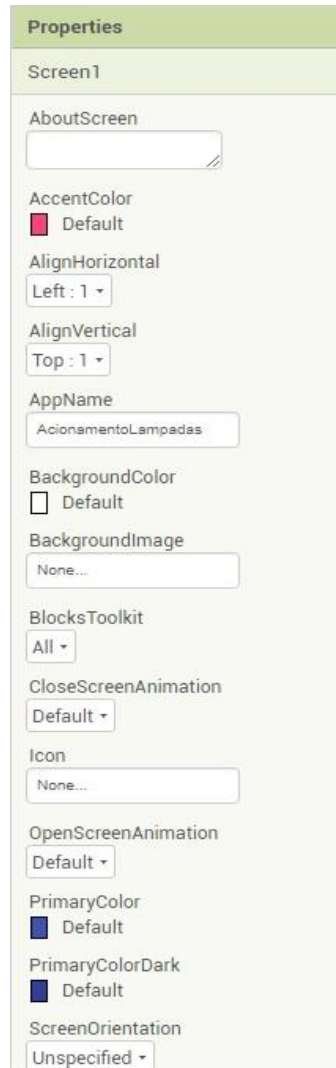 Properties
Screen1
AboutScreen
AccentColor
Default
AlignHorizontal
Left : 1
AlignVertical
Top : 1
AppName
AcionamentoLampadas
BackgroundColor
Default
BackgroundImage
None...
BlocksToolkit
All
CloseScreenAnimation
Default
Icon
None...
OpenScreenAnimation
Default
PrimaryColor
Default
PrimaryColorDark
Default
ScreenOrientation
Unspecified